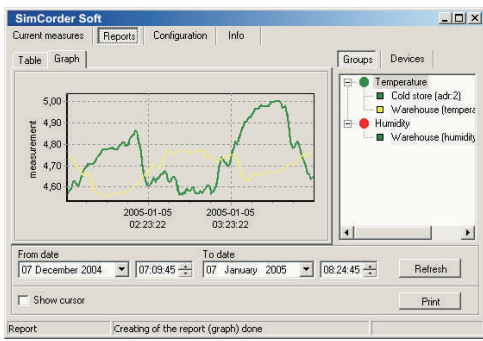 SimCorder Soft
Current measures Reports Configuration Info
Table Graph Groups Devices
Temperature
Cold store (adr:2)
Warehouse (tempera
Humidity
Warehouse (humidity
measurement
5,00
4,90
4,80
4,70
4,60
2005-01-05 2005-01-05
02:23:22 03:23:22
From date To date
07 December 2004 07:09:45 07 January 2005 08:24:45 Refresh
Show cursor Print
Report Creating of the report (graph) done